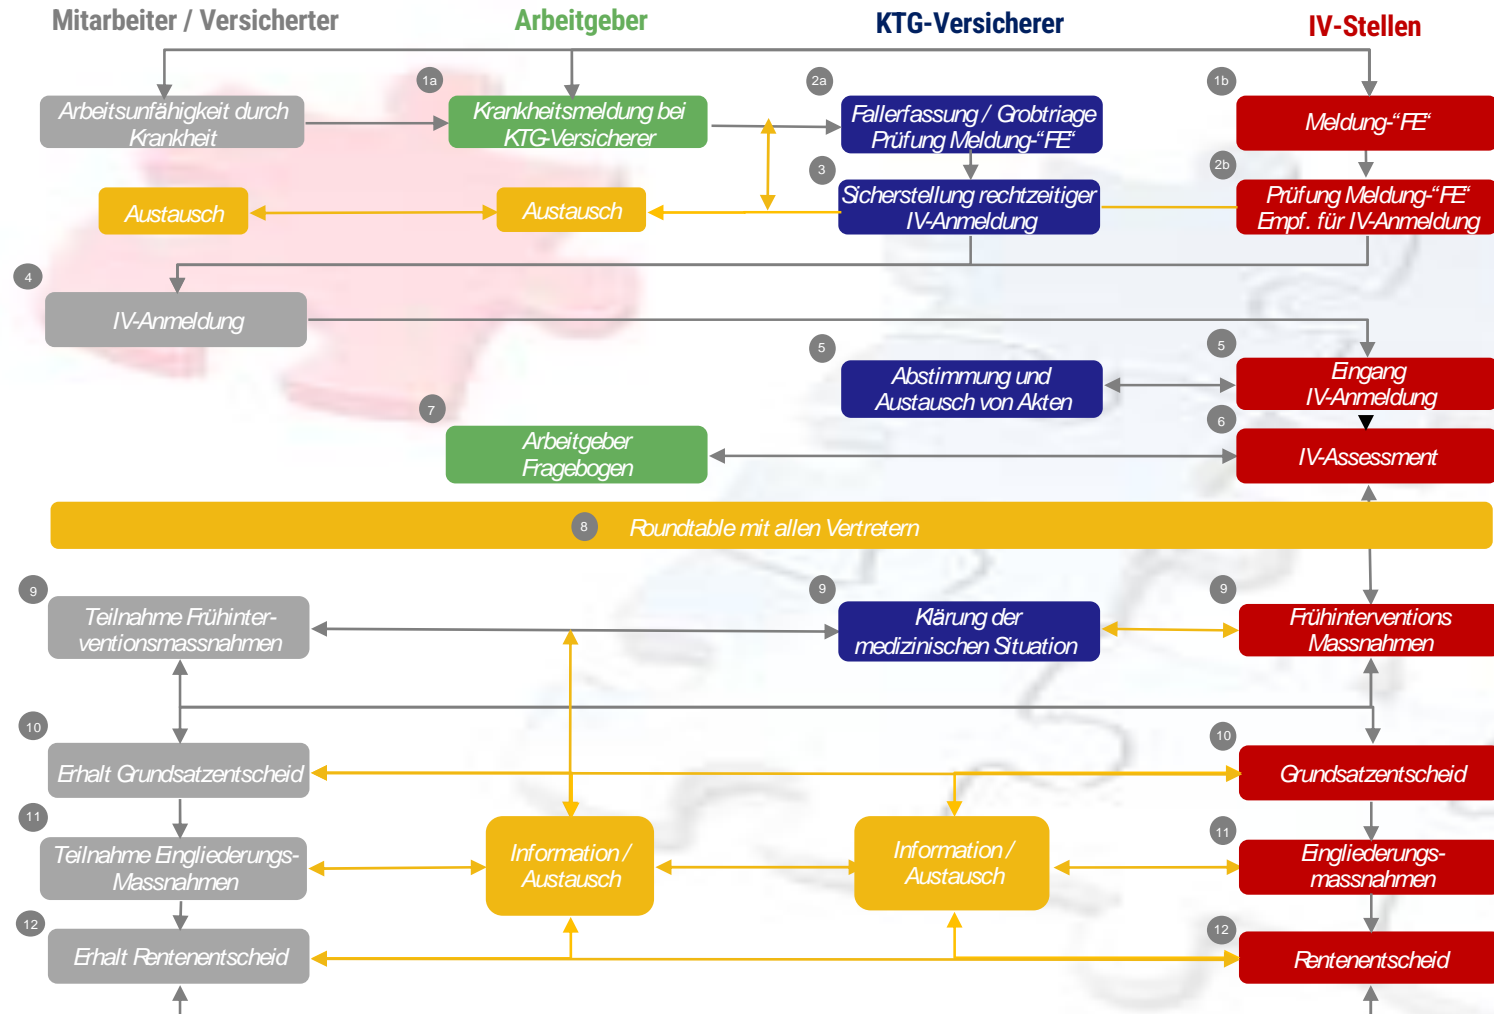 Mitarbeiter / Versicherter
Arbeitgeber
KTG-Versicherer
IV-Stellen
1a
2a
1b
Arbeitsunfähigkeit durch
Krankheit
Krankheitsmeldung bei
KTG-Versicherer
Fallerfassung / Grobtriage
Prüfung Meldung-“FE“
Meldung-“FE“
3
2b
Austausch
Austausch
Sicherstellung rechtzeitiger
IV-Anmeldung
Prüfung Meldung-“FE“
Empf. für IV-Anmeldung
4
IV-Anmeldung
5
5
Abstimmung und
Austausch von Akten
Eingang
IV-Anmeldung
7
6
Arbeitgeber
Fragebogen
IV-Assessment
8
Roundtable mit allen Vertretern
9
9
9
Teilnahme Frühinter-
ventionsmassnahmen
Klärung der
medizinischen Situation
Frühinterventions
Massnahmen
10
10
Erhalt Grundsatzentscheid
Grundsatzentscheid
11
11
Teilnahme Eingliederungs-
Massnahmen
Information /
Austausch
Information /
Austausch
Eingliederungs-
massnahmen
12
12
Erhalt Rentenentscheid
Rentenentscheid